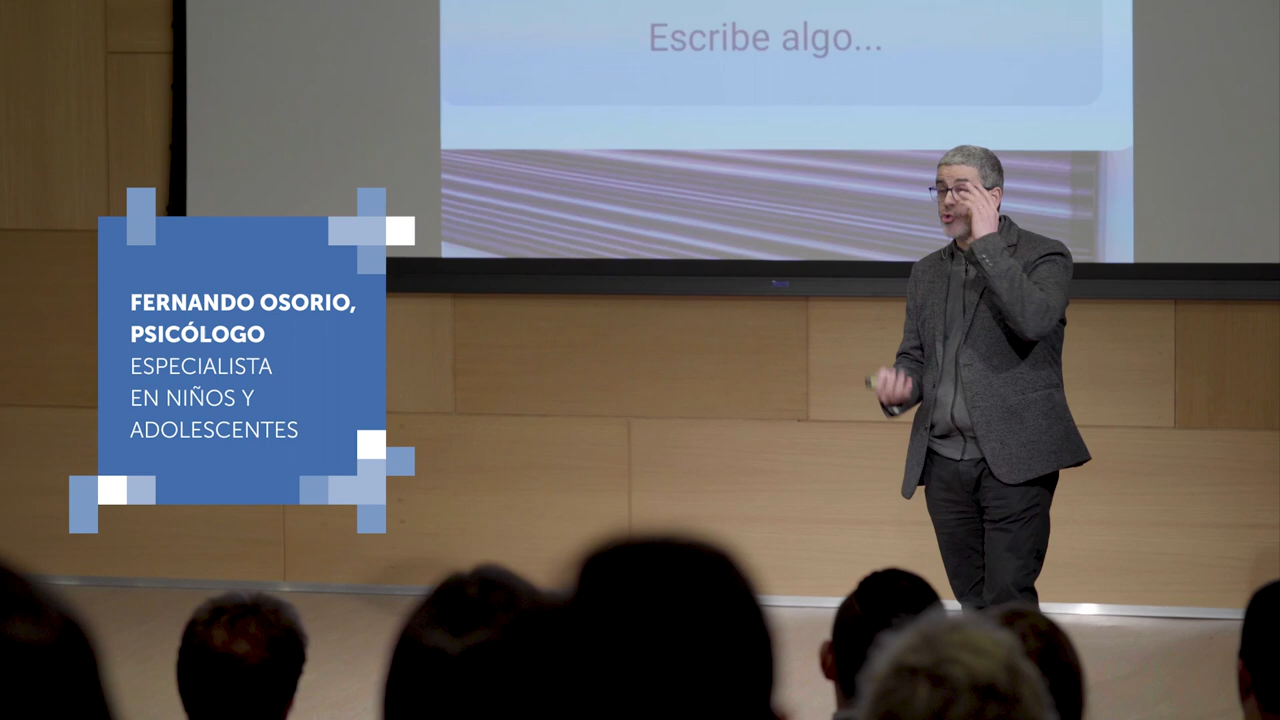 Escribe algo...
FERNANDO OSORIO,
PSICÓLOGO
ESPECIALISTA
EN NIÑOS Y
ADOLESCENTES